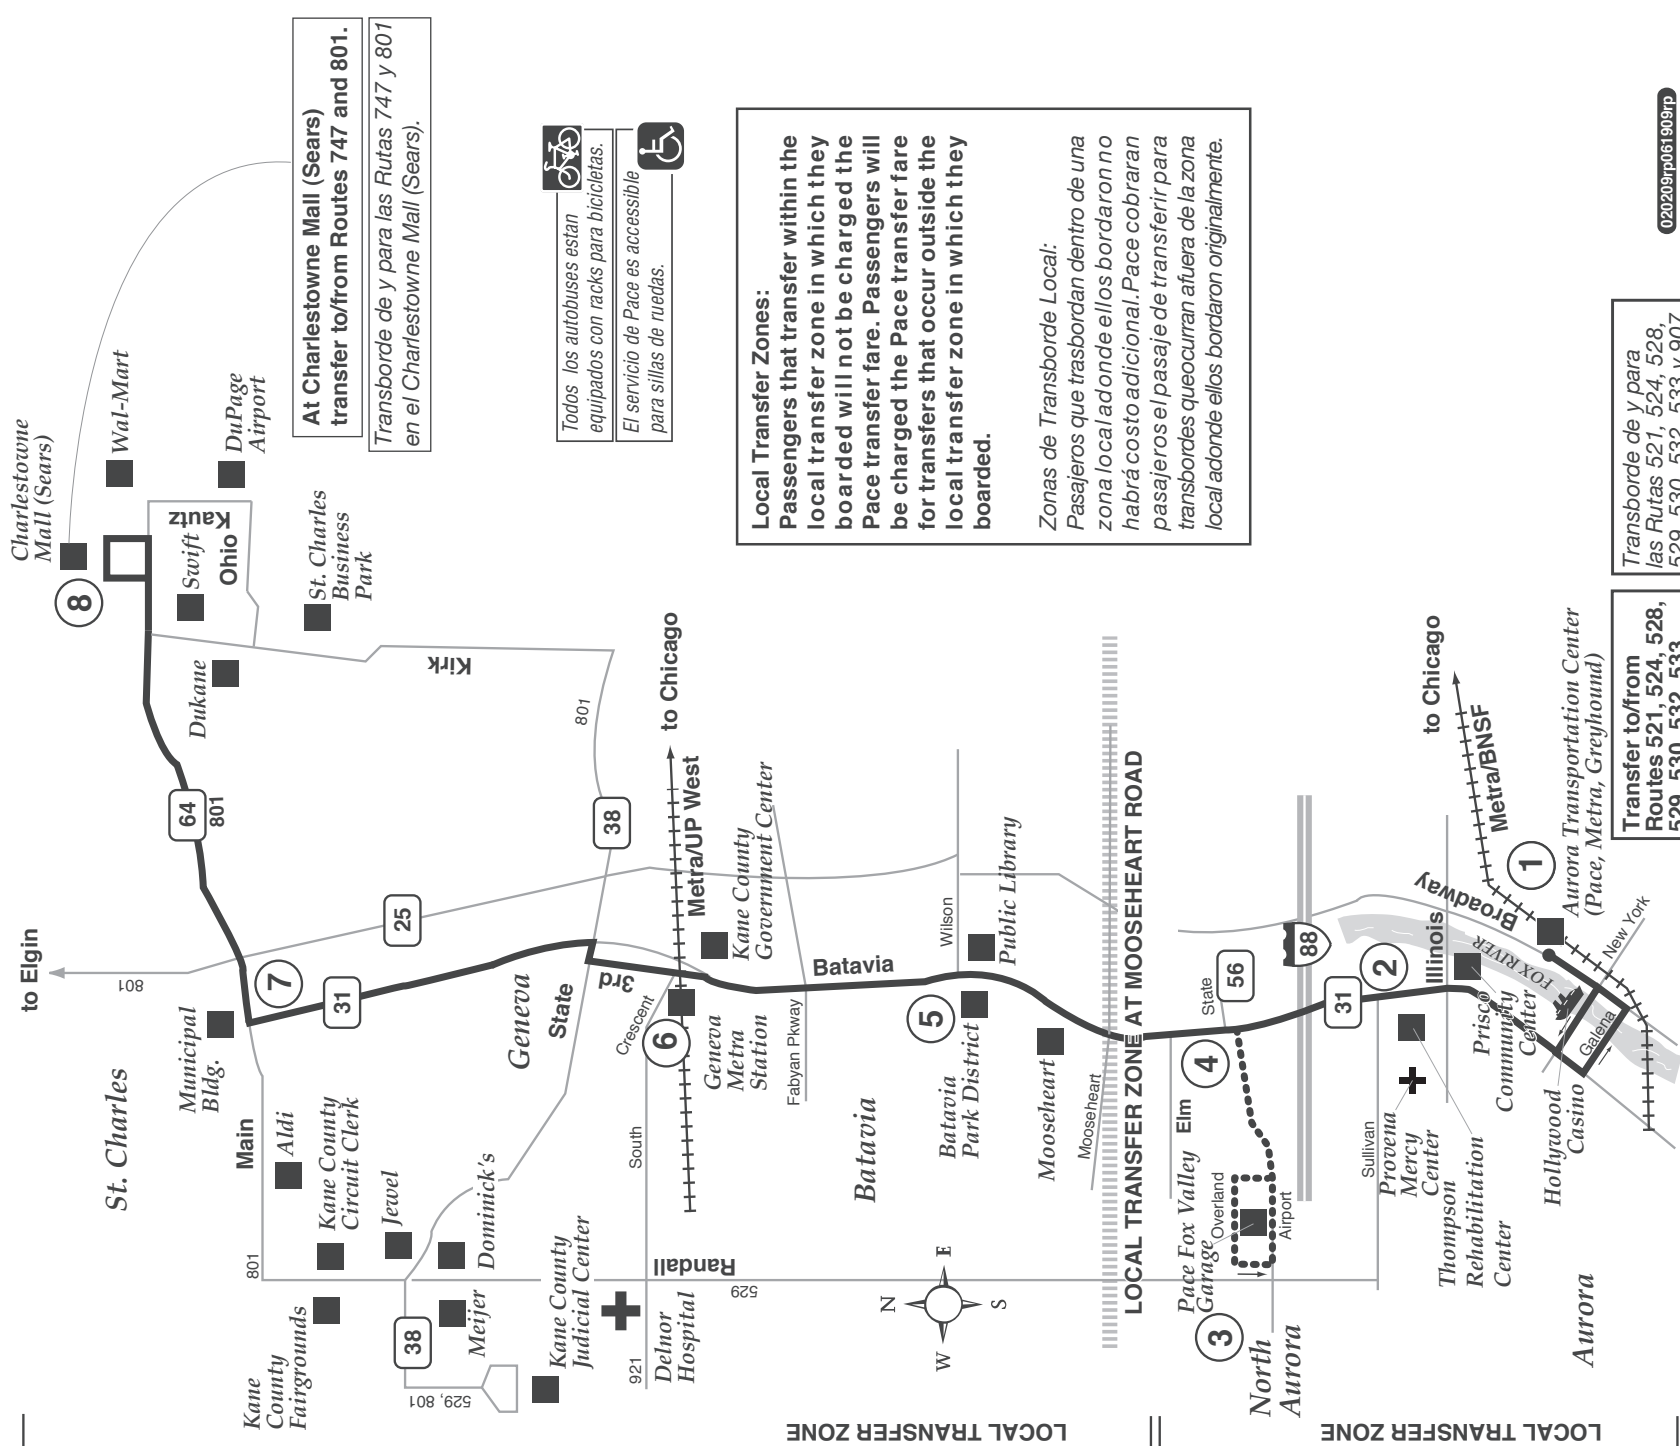 Charlestowne
Mall (Sears)
8
Wal-Mart
DuPage
Airport
Kautz
Swift
Ohio
St. Charles
Business
Park
Dukane
Kirk
801
64
801
to Elgin
801
25
7
31
Municipal
Bldg.
St. Charles
Main
Aldi
Kane County
Circuit Clerk
Jewel
Dominick's
801
Kane
County
Fairgrounds
38
Meijer
529, 801
Kane County
Judicial Center
921
Delnor
Hospital
Randall
529
Geneva
State
3rd
38
Crescent
6
South
Geneva
Metra
Station
to Chicago
Metra/UP West
Kane County
Government Center
Fabyan Pkway
Batavia
Batavia
Wilson
5
Public Library
Batavia
Park District
Mooseheart
Mooseheart
N
E
S
W
LOCAL TRANSFER ZONE AT MOOSEHEART ROAD
Elm
4
State
56
Pace Fox Valley
Garage
Overland
Airport
3
North
Aurora
88
31
2
Sullivan
Illinois
Provena
Mercy
Center
Thompson
Rehabilitation
Center
Prisco
Community
Center
FOX RIVER
Broadway
to Chicago
Metra/BNSF
1
Aurora Transportation Center
(Pace, Metra, Greyhound)
New York
Galena
Hollywood
Casino
Aurora
LOCAL TRANSFER ZONE
LOCAL TRANSFER ZONE
At Charlestowne Mall (Sears)
transfer to/from Routes 747 and 801.
Transborde de y para las Rutas 747 y 801
en el Charlestowne Mall (Sears).
Todos los autobuses estan
equipados con racks para bicicletas.
El servicio de Pace es accessible
para sillas de ruedas.
Local Transfer Zones:
Passengers that transfer within the
local transfer zone in which they
boarded will not be charged the
Pace transfer fare. Passengers will
be charged the Pace transfer fare
for transfers that occur outside the
local transfer zone in which they
boarded.
Zonas de Transborde Local:
Pasajeros que trasbordan dentro de una
zona local adonde ellos bordaron no
habrá costo adicional. Pace cobraran
pasajeros el pasaje de transferir para
transbordes queocurran afuera de la zona
local adonde ellos bordaron originalmente.
Transfer to/from
Routes 521, 524, 528,
529, 530, 532, 533
Transborde de y para
las Rutas 521, 524, 528,
529, 530, 532, 533 y 907
020209rp061909rp